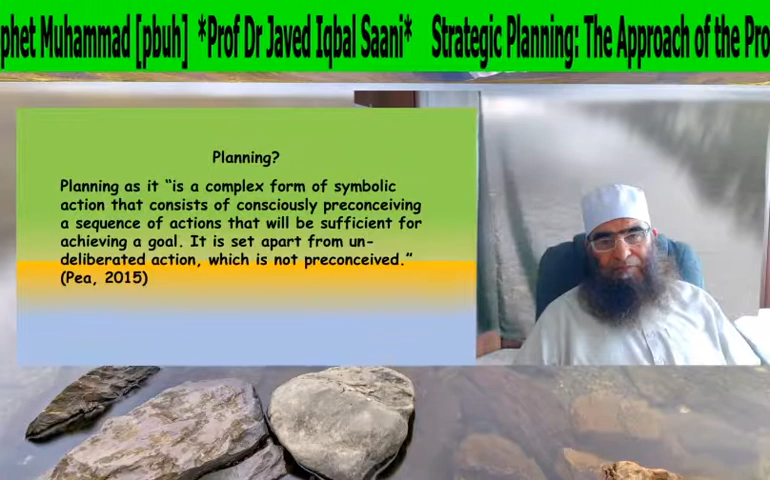 phet Muhammad [pbuh] *Prof Dr Javed Iqbal Saani* Strategic Planning: The Approach of the Pro
Planning?
Planning as it “is a complex form of symbolic
action that consists of consciously preconceiving
a sequence of actions that will be sufficient for
achieving a goal. It is set apart from un-
deliberated action, which is not preconceived.”
(Pea, 2015)